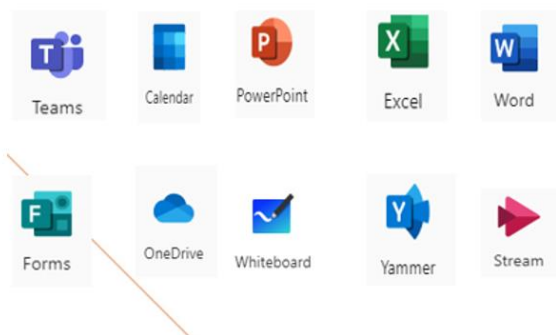 T
Teams
Calendar
P
PowerPoint
X
Excel
W
Word
F
Forms
OneDrive
Whiteboard
Y
Yammer
Stream